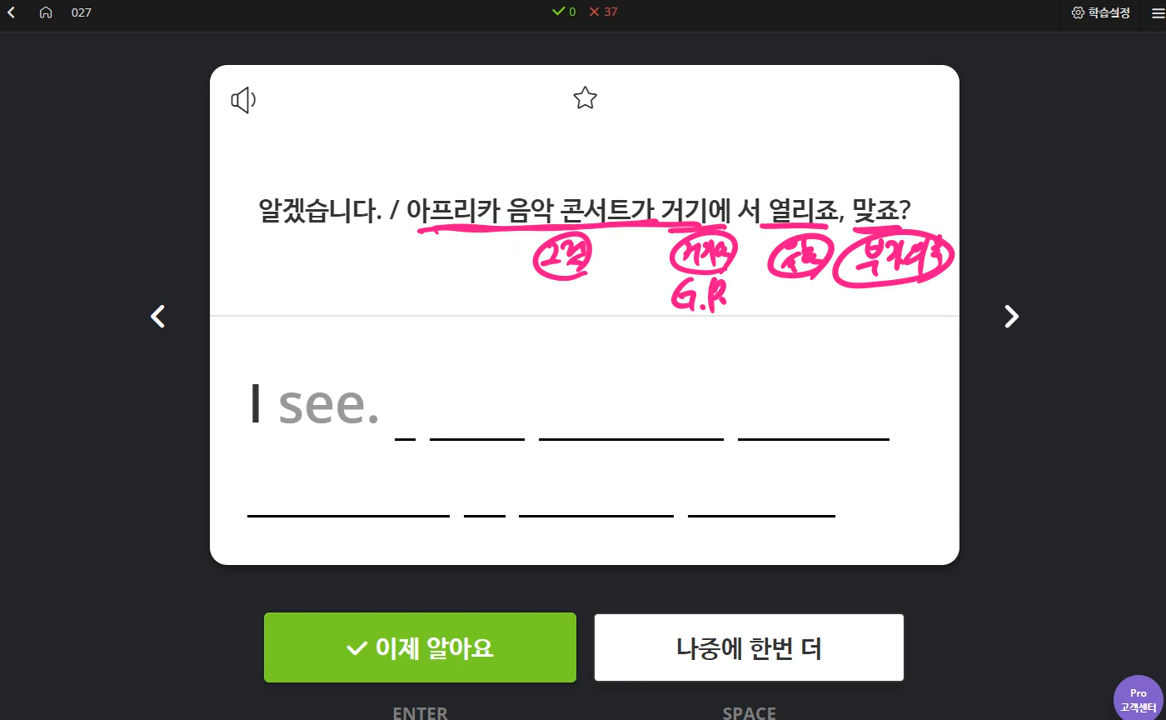 027
0 37
학습설정
알겠습니다. / 아프리카 음악 콘서트가 거기에 서 열리죠, 맞죠?
G.R
I see.
이제 알아요
나중에 한번 더
ENTER
SPACE
Pro
고객센터